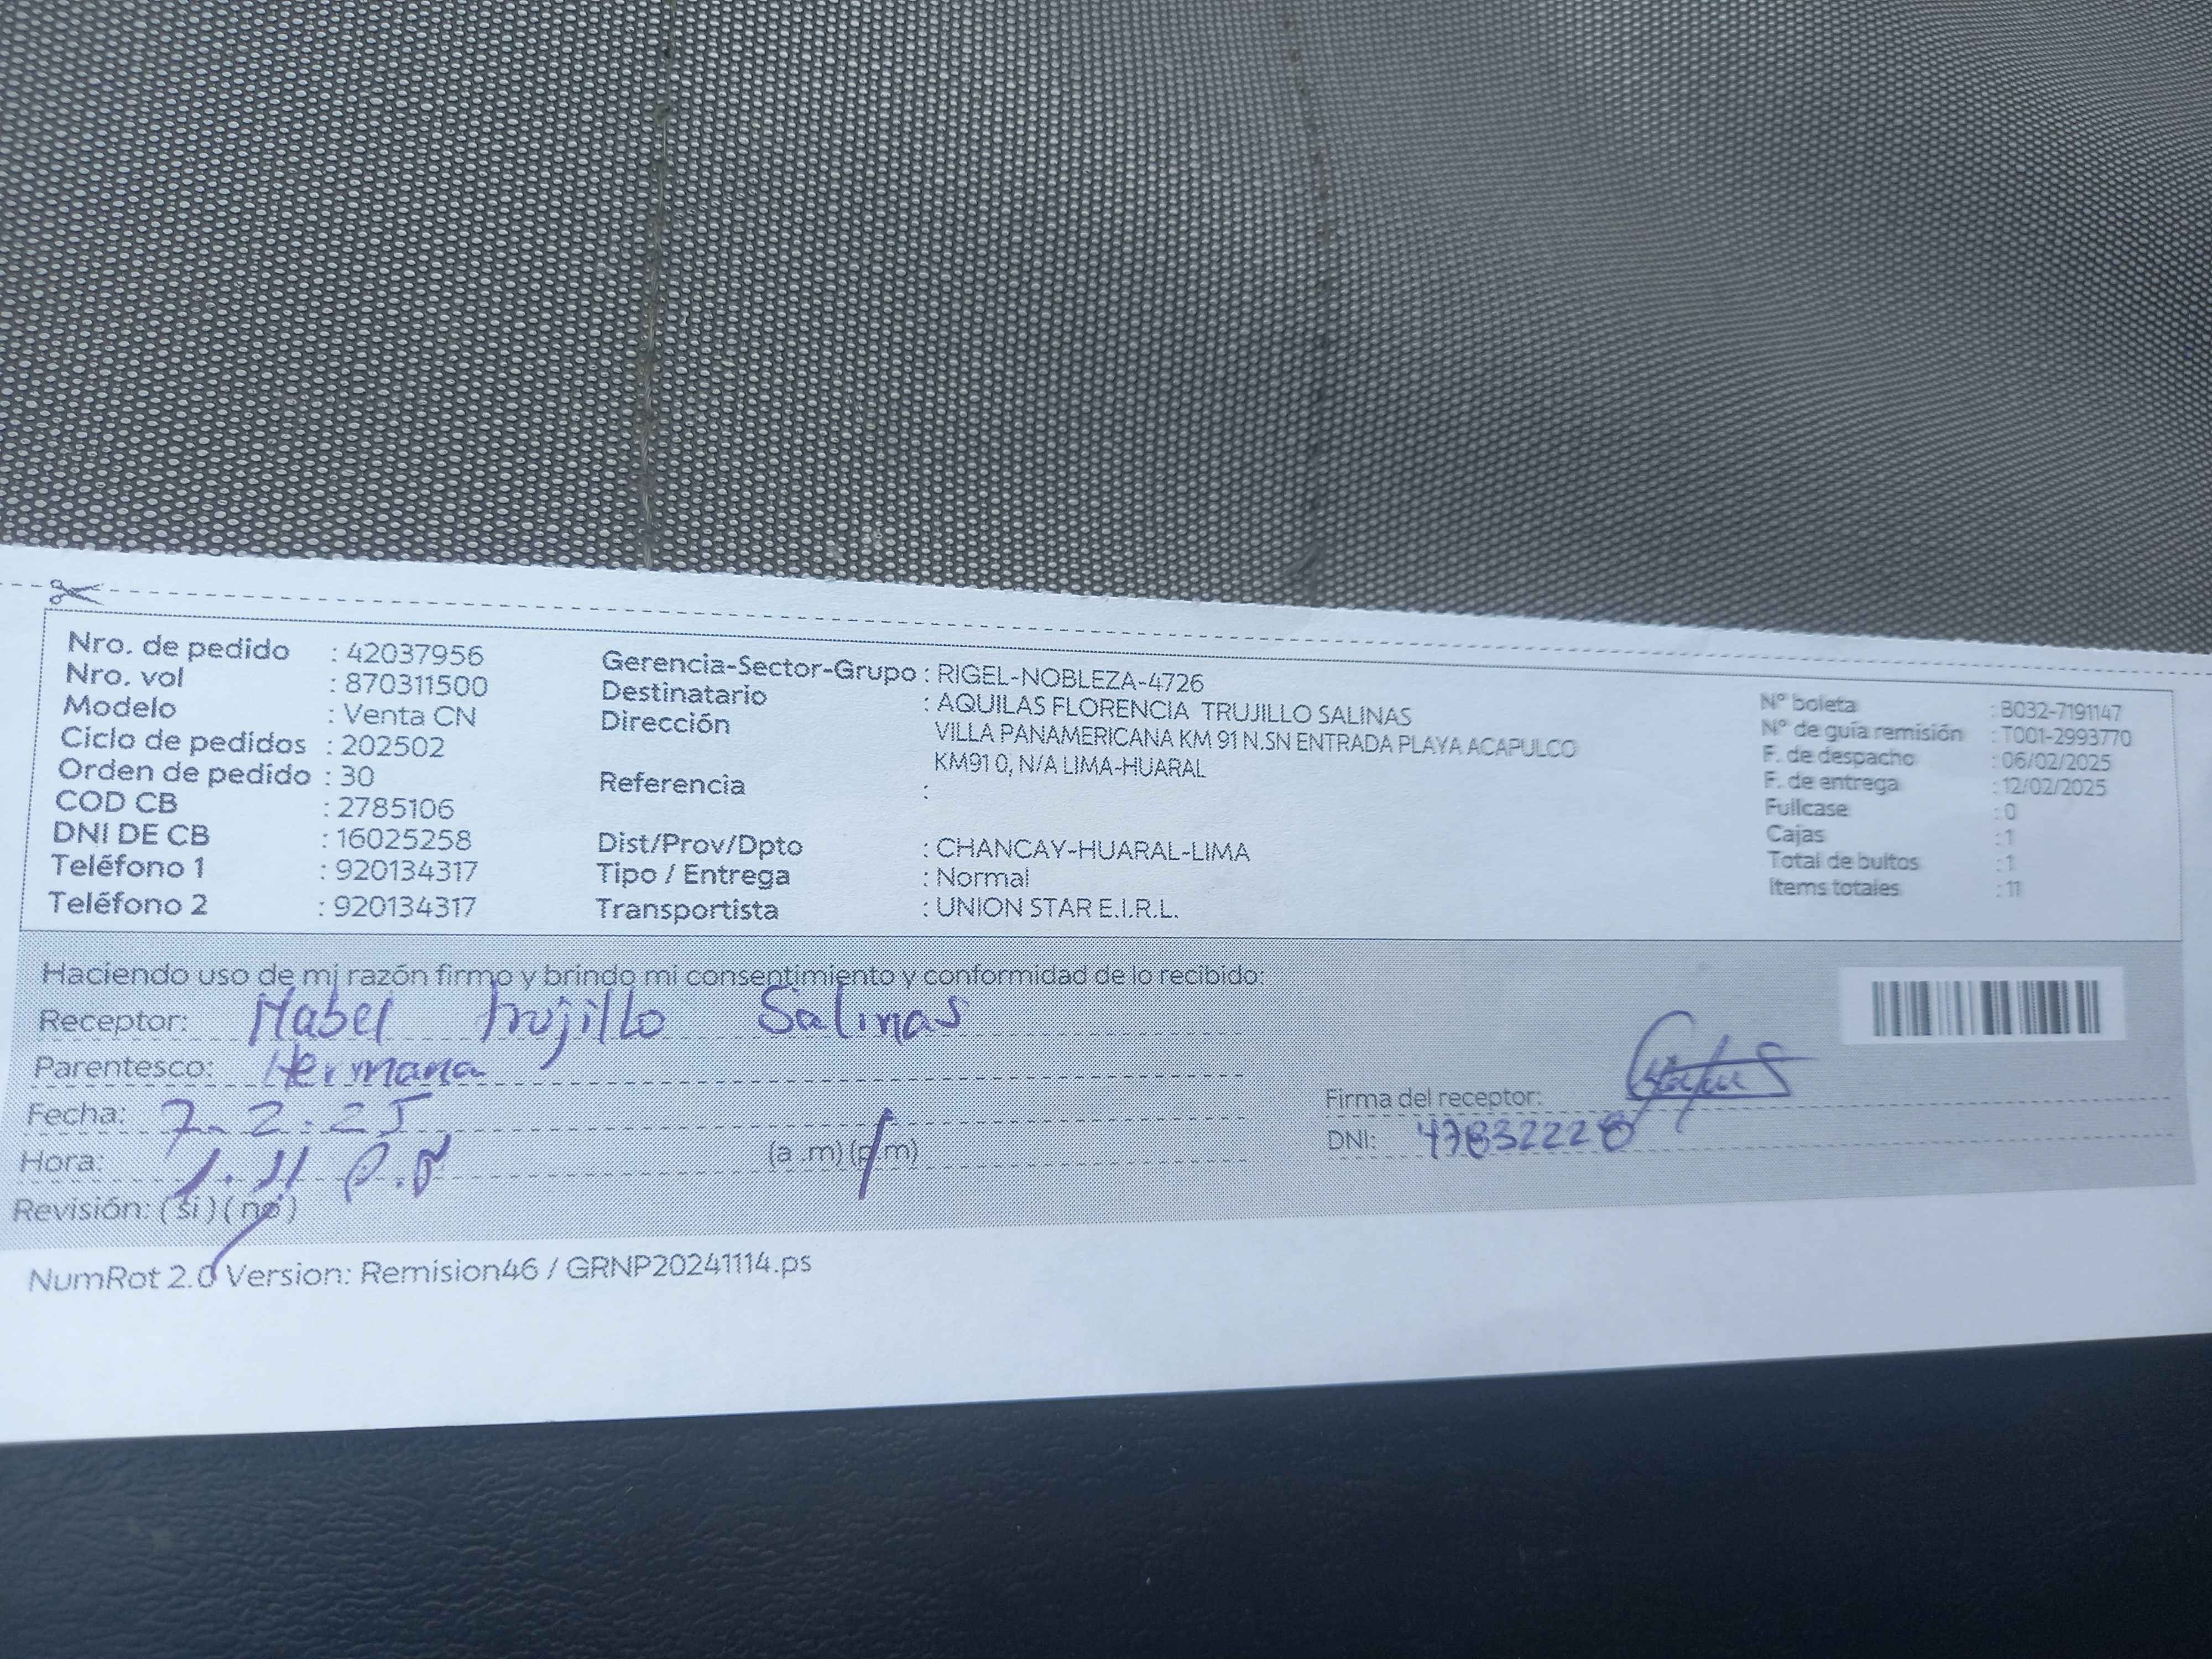 Nro. de pedido : 42037956
Nro. vol : 870311500
Modelo : Venta CN
Ciclo de pedidos : 202502
Orden de pedido : 30
COD CB : 2785106
DNI DE CB : 16025258
Teléfono 1 : 920134317
Teléfono 2 : 920134317
Gerencia-Sector-Grupo : RIGEL-NOBLEZA-4726
Destinatario : AQUILAS FLORENCIA TRUJILLO SALINAS
Dirección VILLA PANAMERICANA KM 91 N.SN ENTRADA PLAYA ACAPULCO
KM91 0, N/A LIMA-HUARAL
Referencia :
Dist/Prov/Dpto : CHANCAY-HUARAL-LIMA
Tipo / Entrega : Normal
Transportista : UNION STAR E.I.R.L.
N° boleta : B032-7191147
N° de guía remisión : T001-2993770
F. de despacho : 06/02/2025
F. de entrega : 12/02/2025
Fullcase : 0
Cajas : 1
Total de bultos : 1
Items totales : 11
Haciendo uso de mi razón firmo y brindo mi consentimiento y conformidad de lo recibido:
Receptor: Mabel Trujillo Salinas
Parentesco: Hermana
Fecha: 7.2.25
Hora: 1.11 (a .m) (p.m)
Revisión: ( si ) ( no )
Firma del receptor:
DNI: 47832228
NumRot 2.0 Version: Remision46 / GRNP20241114.ps